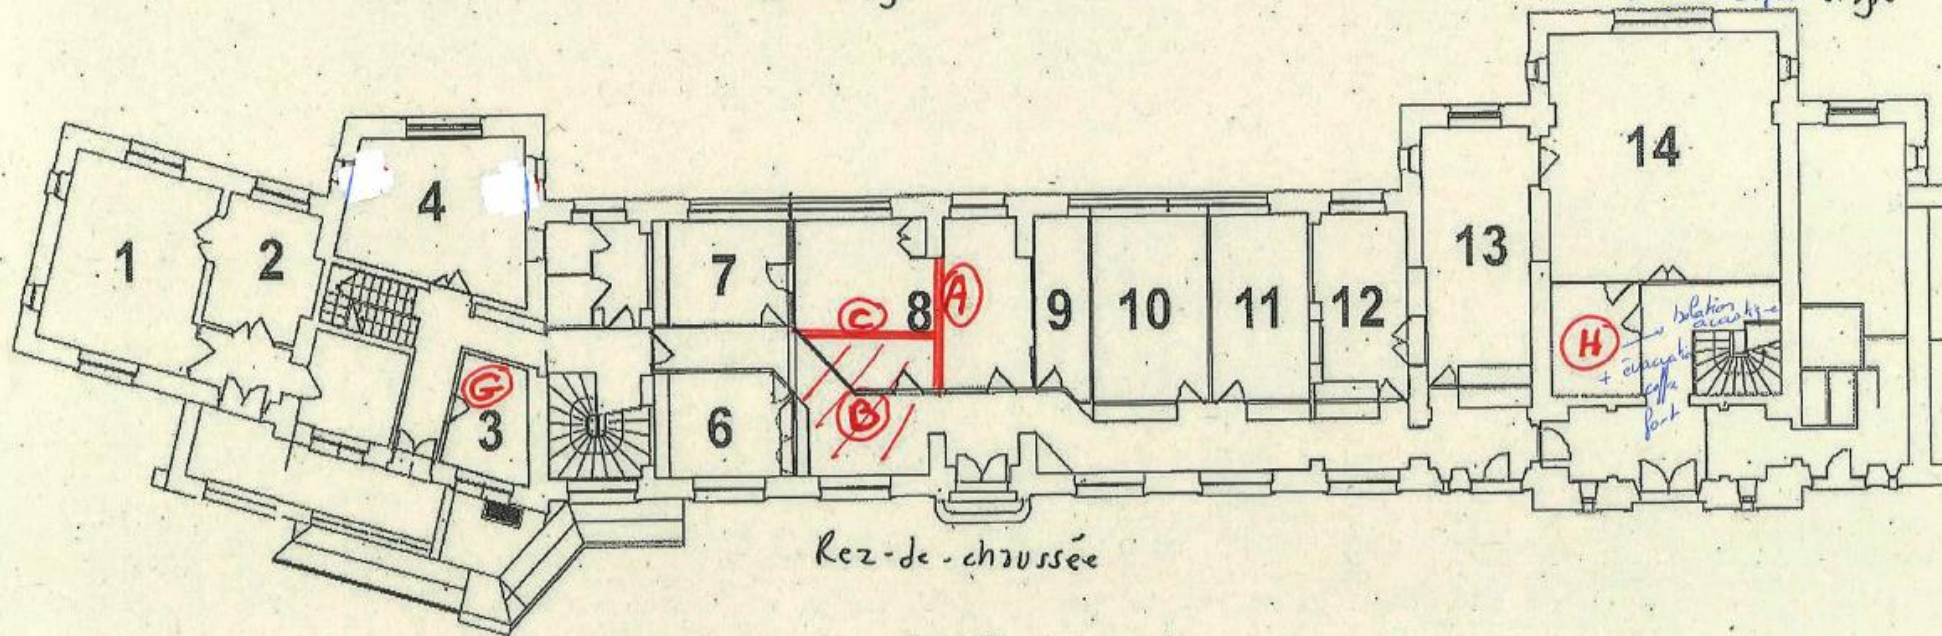 14
4
1
2
13
7
C
8
A
9
10
11
12
isolation
acoustique
H
+ évacuation
coffre
fort
G
3
6
B
Rez-de-chaussée